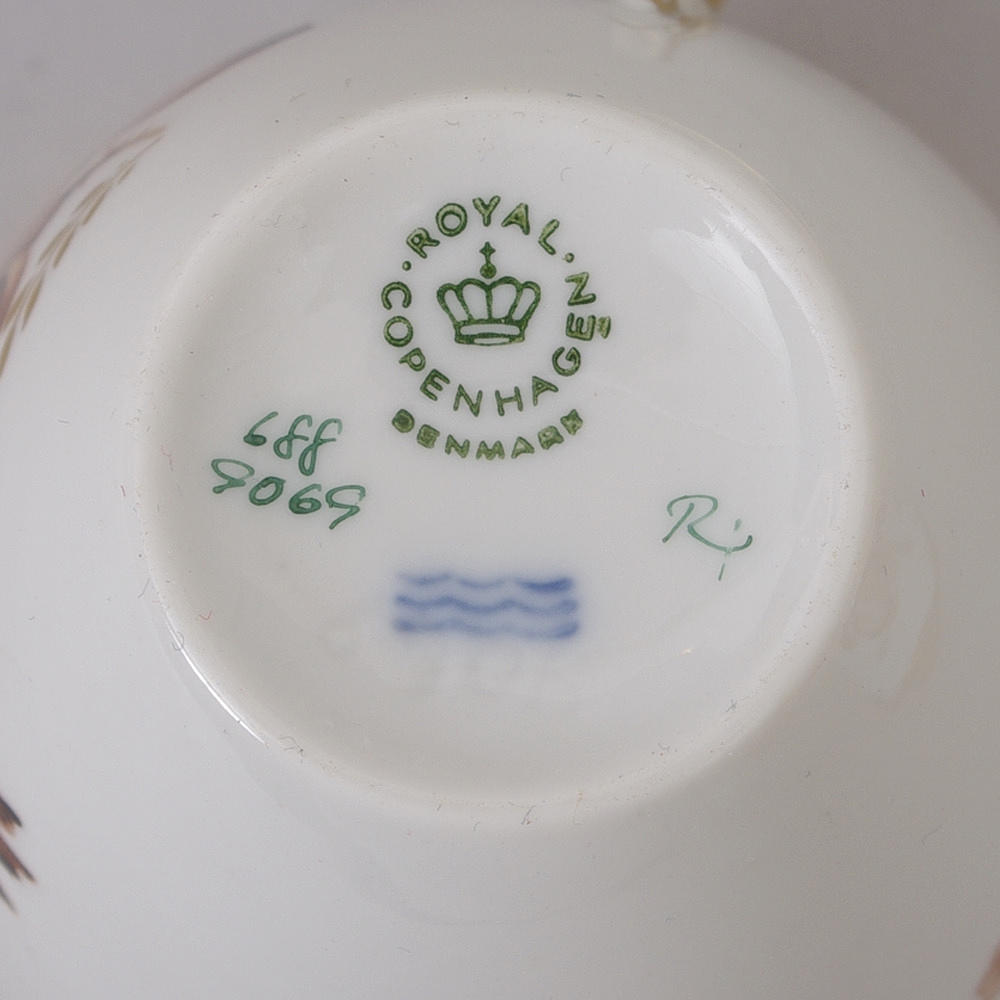 · ROYAL · COPENHAGEN
DENMARK
688
9069